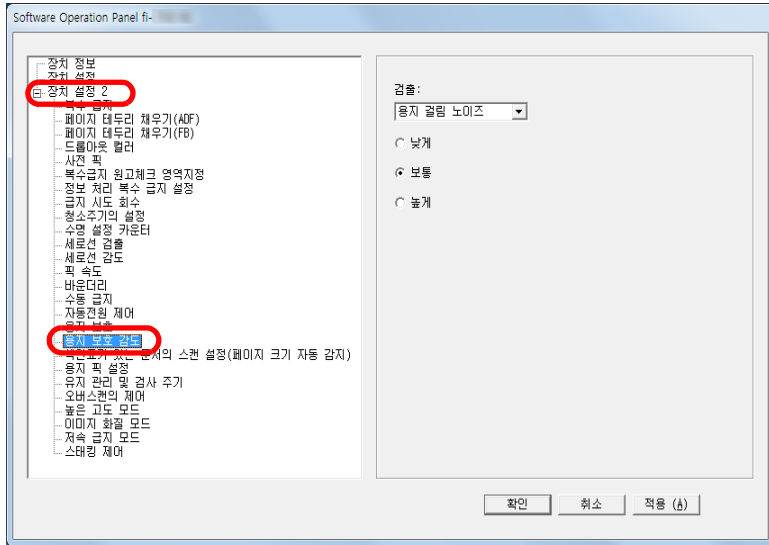 Software Operation Panel fi-
장치 정보
장치 설정
장치 설정 2
복수 급지
페이지 테두리 채우기(ADF)
페이지 테두리 채우기(FB)
드롭아웃 컬러
사전 픽
복수급지 원고체크 영역지정
정보 처리 복수 급지 설정
급지 시도 회수
청소주기의 설정
수명 설정 카운터
세로선 검출
세로선 감도
픽 속도
바운더리
수동 급지
자동전원 제어
용지 보호
용지 보호 감도
색인표가 있는 문서의 스캔 설정(페이지 크기 자동 감지)
용지 픽 설정
유지 관리 및 검사 주기
오버스캔의 제어
높은 고도 모드
이미지 화질 모드
저속 급지 모드
스태킹 제어
검출:
용지 걸림 노이즈
낮게
보통
높게
확인 취소 적용 (A)